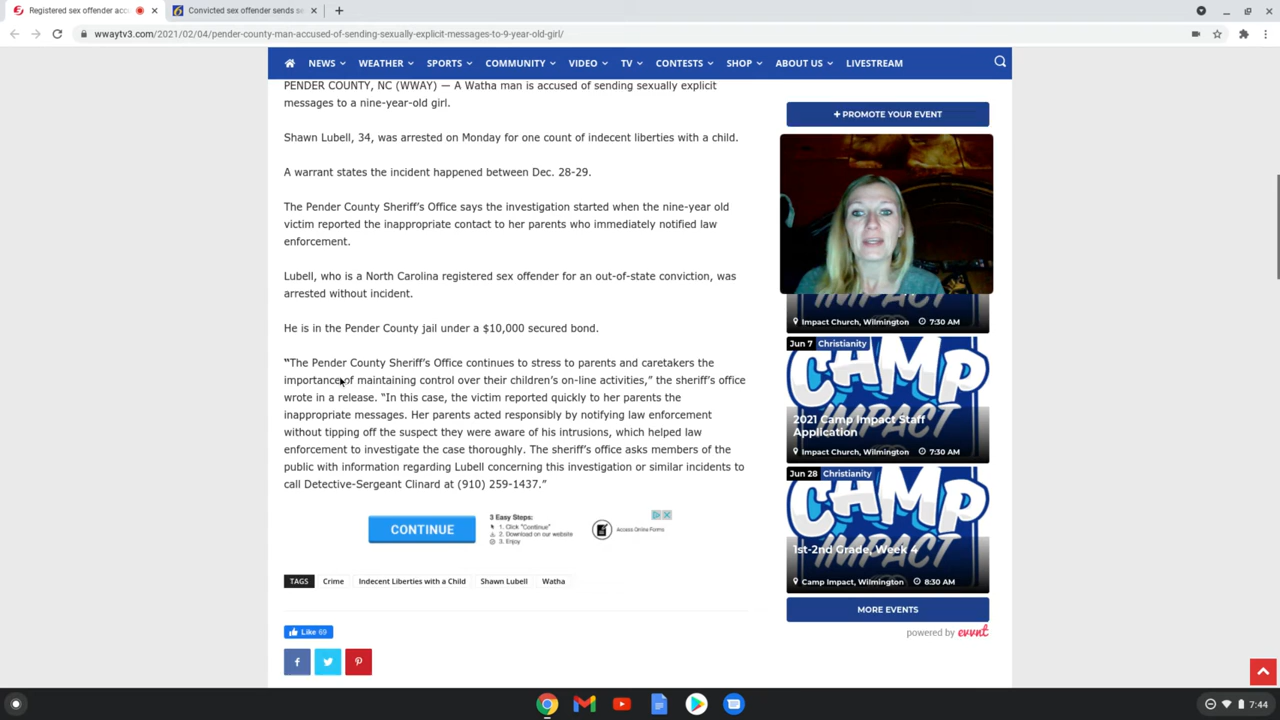 Registered sex offender acc
Convicted sex offender sends se
wwaytv3.com/2021/02/04/pender-county-man-accused-of-sending-sexually-explicit-messages-to-9-year-old-girl/
NEWS WEATHER SPORTS COMMUNITY VIDEO TV CONTESTS SHOP ABOUT US LIVESTREAM
PENDER COUNTY, NC (WWAY) — A Watha man is accused of sending sexually explicit
messages to a nine-year-old girl.
Shawn Lubell, 34, was arrested on Monday for one count of indecent liberties with a child.
A warrant states the incident happened between Dec. 28-29.
The Pender County Sheriff's Office says the investigation started when the nine-year old
victim reported the inappropriate contact to her parents who immediately notified law
enforcement.
Lubell, who is a North Carolina registered sex offender for an out-of-state conviction, was
arrested without incident.
He is in the Pender County jail under a $10,000 secured bond.
"The Pender County Sheriff's Office continues to stress to parents and caretakers the
importance of maintaining control over their children's on-line activities," the sheriff's office
wrote in a release. "In this case, the victim reported quickly to her parents the
inappropriate messages. Her parents acted responsibly by notifying law enforcement
without tipping off the suspect they were aware of his intrusions, which helped law
enforcement to investigate the case thoroughly. The sheriff's office asks members of the
public with information regarding Lubell concerning this investigation or similar incidents to
call Detective-Sergeant Clinard at (910) 259-1437."
CONTINUE
3 Easy Steps:
1. Click "Continue"
2. Download on our website
3. Enjoy
Access Online Forms
TAGS Crime Indecent Liberties with a Child Shawn Lubell Watha
Like 69
+ PROMOTE YOUR EVENT
IMPACT
Impact Church, Wilmington 7:30 AM
Jun 7 Christianity
CAMP
IMPACT
2021 Camp Impact Staff
Application
Impact Church, Wilmington 7:30 AM
Jun 28 Christianity
CAMP
IMPACT
1st-2nd Grade, Week 4
Camp Impact, Wilmington 8:30 AM
MORE EVENTS
powered by evvnt
7:44